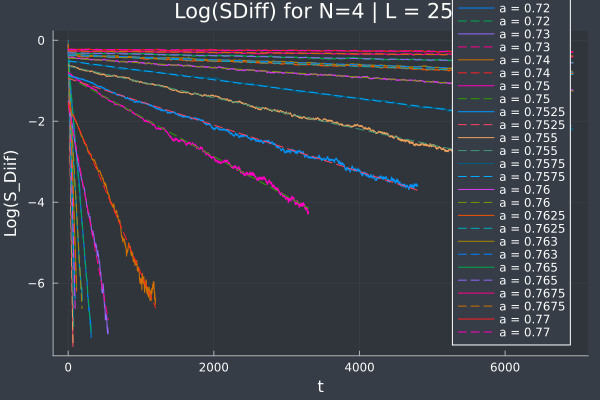 Log(SDiff) for N=4 | L = 25
a = 0.72
a = 0.72
a = 0.73
a = 0.73
a = 0.74
a = 0.74
a = 0.75
a = 0.75
a = 0.7525
a = 0.7525
a = 0.755
a = 0.755
a = 0.7575
a = 0.7575
a = 0.76
a = 0.76
a = 0.7625
a = 0.7625
a = 0.763
a = 0.763
a = 0.765
a = 0.765
a = 0.7675
a = 0.7675
a = 0.77
a = 0.77
Log(S_Diif)
0
−2
−4
−6
0
2000
4000
6000
t